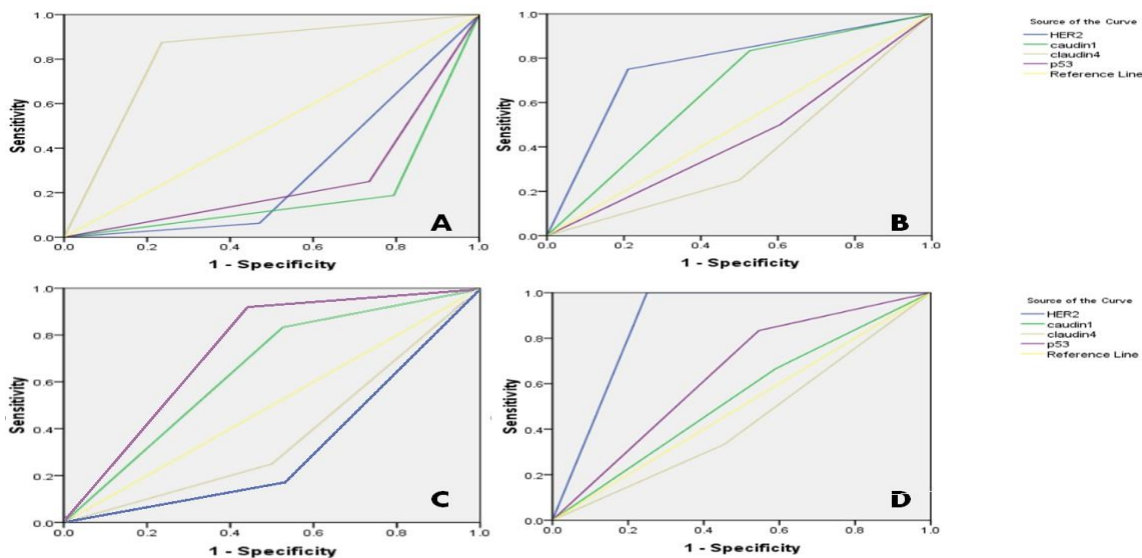 1.0
0.8
0.6
0.4
0.2
0.0
Sensitivity
0.0 0.2 0.4 0.6 0.8 1.0
1 - Specificity
A
1.0
0.8
0.6
0.4
0.2
0.0
Sensitivity
0.0 0.2 0.4 0.6 0.8 1.0
1 - Specificity
B
Source of the Curve
HER2
caudin1
claudin4
p53
Reference Line
1.0
0.8
0.6
0.4
0.2
0.0
Sensitivity
0.0 0.2 0.4 0.6 0.8 1.0
1 - Specificity
C
1.0
0.8
0.6
0.4
0.2
0.0
Sensitivity
0.0 0.2 0.4 0.6 0.8 1.0
1 - Specificity
D
Source of the Curve
HER2
caudin1
claudin4
p53
Reference Line